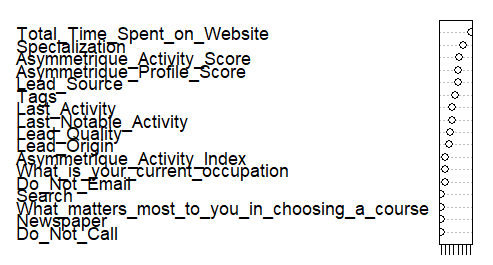 Total_Time_Spent_on_Website
Specialization
Asymmetrique_Activity_Score
Asymmetrique_Profile_Score
Lead_Source
Tags
Last_Activity
Last_Notable_Activity
Lead_Quality
Lead_Origin
Asymmetrique_Activity_Index
What_is_your_current_occupation
Do_Not_Email
Search
What_matters_most_to_you_in_choosing_a_course
Newspaper
Do_Not_Call